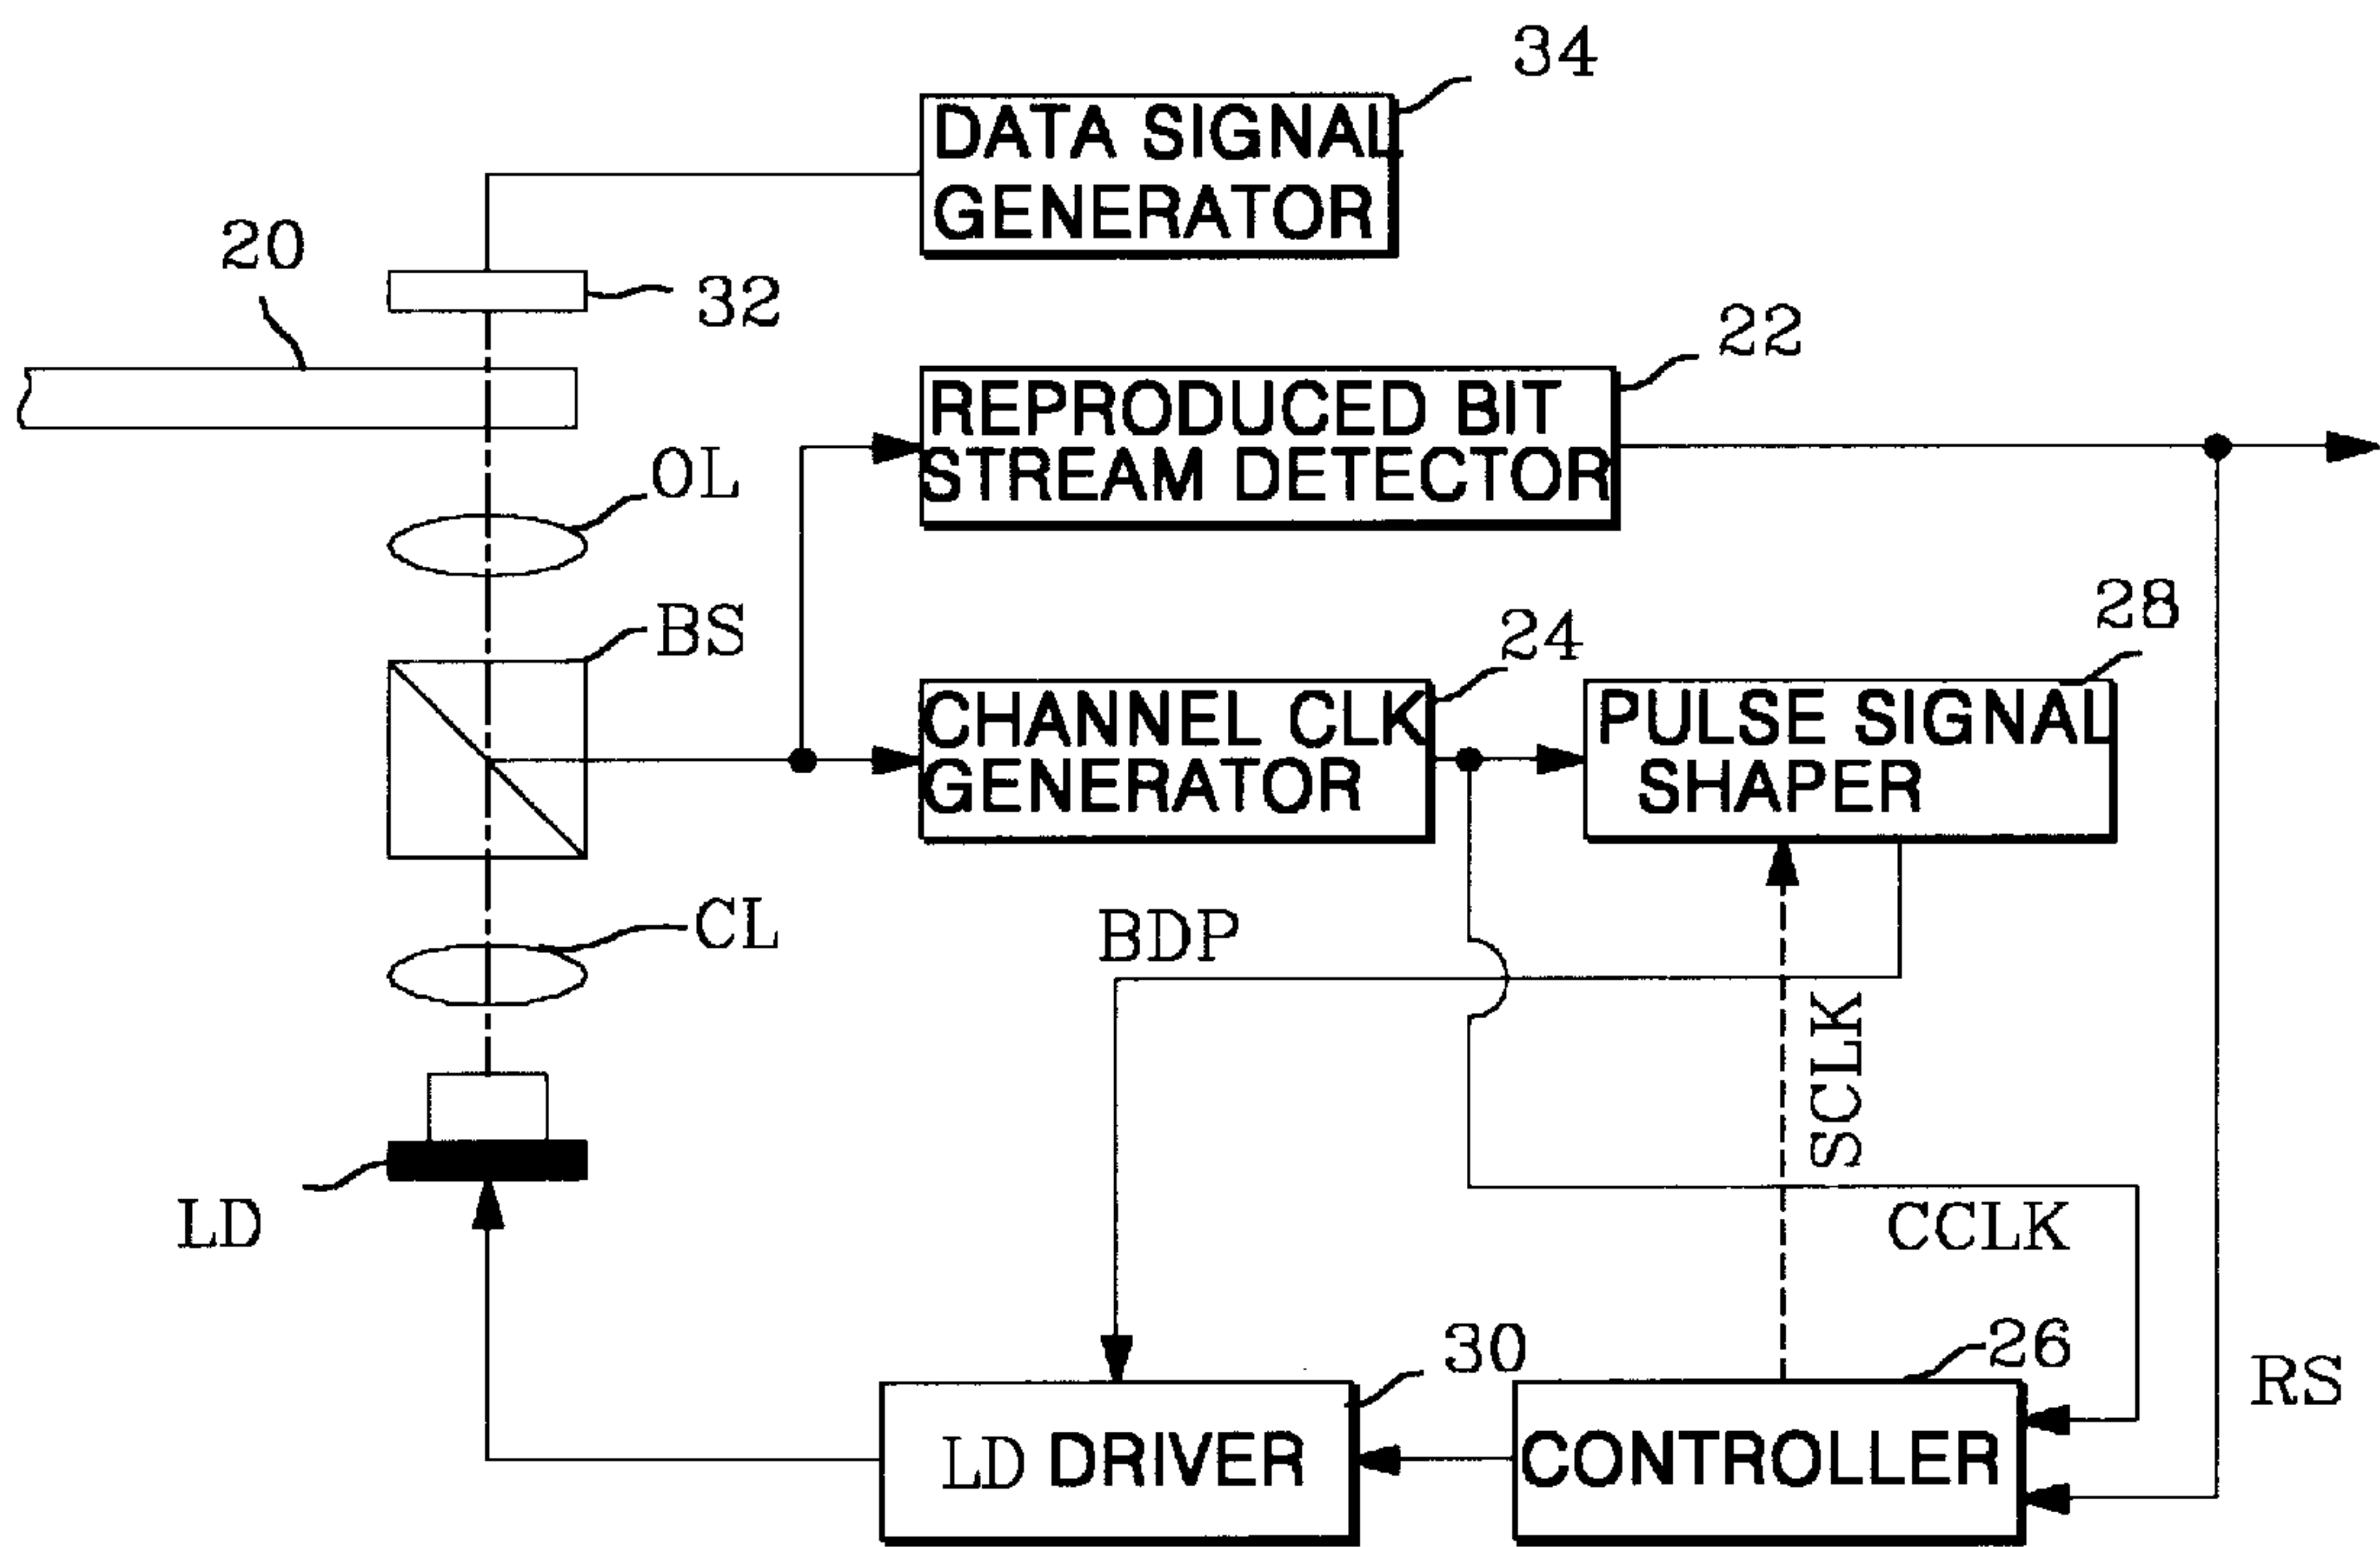 34
DATA SIGNAL
GENERATOR
20
32
22
REPRODUCED BIT
STREAM DETECTOR
OL
BS
24
28
CHANNEL CLK
GENERATOR
PULSE SIGNAL
SHAPER
CL
BDP
SCLK
LD
CCLK
30
26
RS
LD DRIVER
CONTROLLER